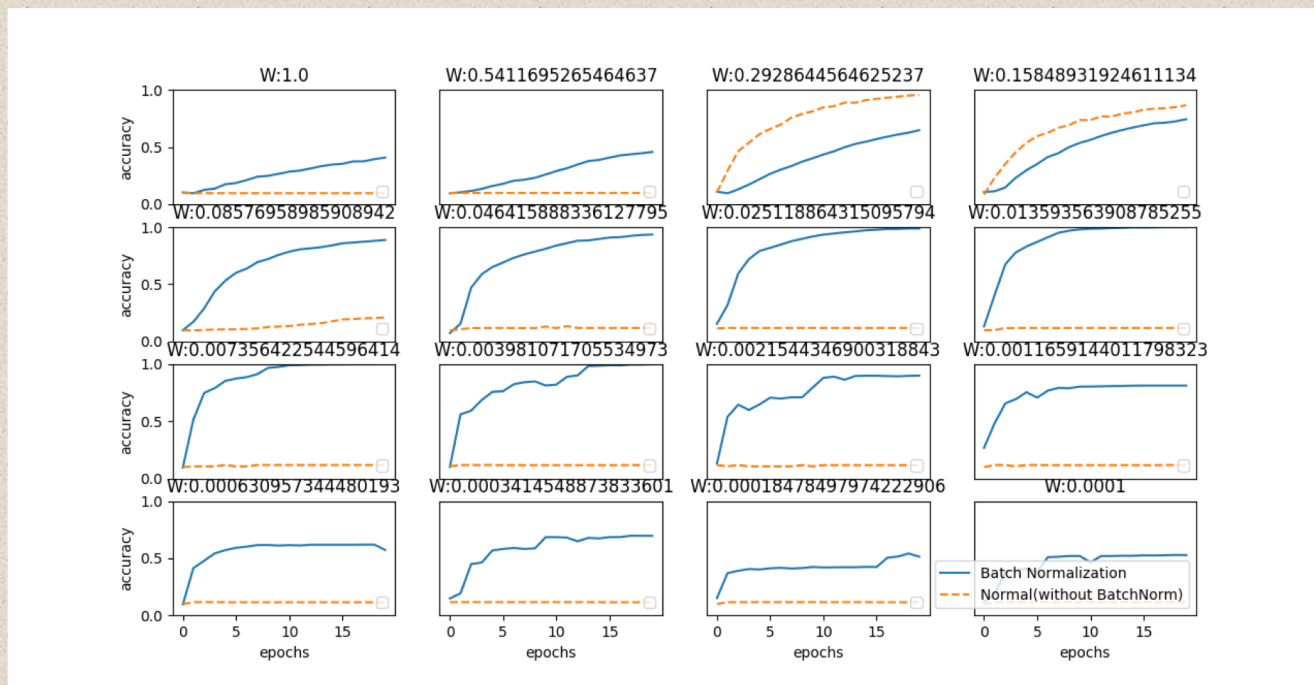 W:1.0
W:0.5411695265464637
W:0.2928644564625237
W:0.15848931924611134
1.0
accuracy
0.5
0.0
W:0.08576958985908942
W:0.046415888336127795
W:0.025118864315095794
W:0.013593563908785255
1.0
accuracy
0.5
0.0
W:0.007356422544596414
W:0.003981071705534973
W:0.0021544346900318843
W:0.0011659144011798323
accuracy
0.5
0.0
W:0.000630957344480193
W:0.00034145488738336​01
W:0.00018478497974222906
W:0.0001
1.0
accuracy
0.5
0.0
Batch Normalization
Normal(without BatchNorm)
0 5 10 15
0 5 10 15
0 5 10 15
0 5 10 15
epochs
epochs
epochs
epochs